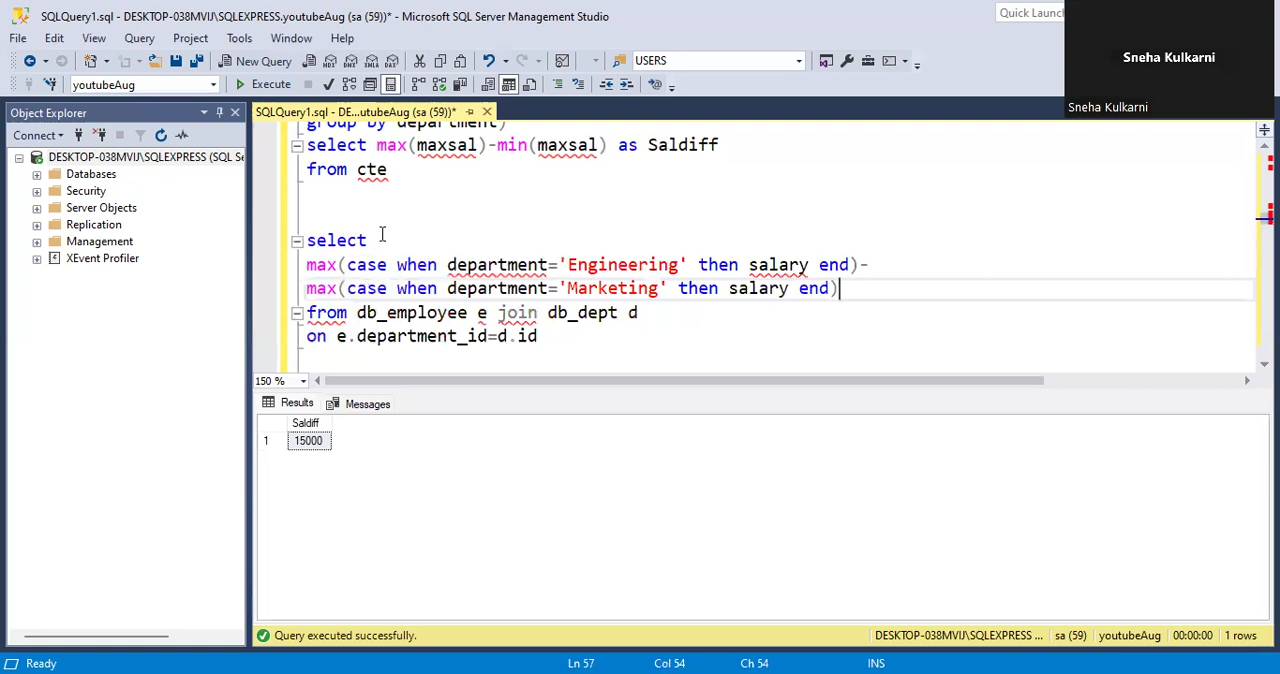 SQLQuery1.sql - DESKTOP-038MVIJ\SQLEXPRESS.youtubeAug (sa (59))* - Microsoft SQL Server Management Studio
Quick Launch
Sneha Kulkarni
Sneha Kulkarni
File Edit View Query Project Tools Window Help
New Query
USERS
youtubeAug
Execute
Object Explorer
Connect
DESKTOP-038MVIJ\SQLEXPRESS (SQL Se
Databases
Security
Server Objects
Replication
Management
XEvent Profiler
SQLQuery1.sql - DE...utubeAug (sa (59))*
group by department)
select max(maxsal)-min(maxsal) as Saldiff
from cte
select
max(case when department='Engineering' then salary end)-
max(case when department='Marketing' then salary end)
from db_employee e join db_dept d
on e.department_id=d.id
150 %
Results Messages
Saldiff
1 15000
Query executed successfully.
DESKTOP-038MVIJ\SQLEXPRESS ... sa (59) youtubeAug 00:00:00 1 rows
Ready Ln 57 Col 54 Ch 54 INS